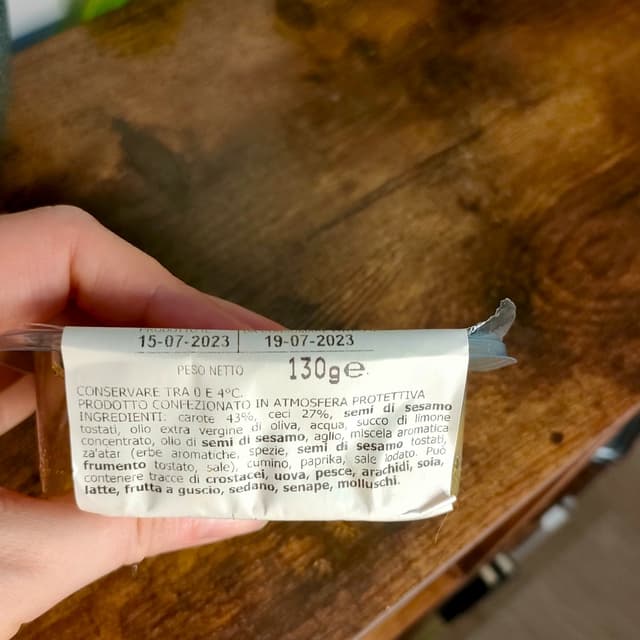 15-07-2023 19-07-2023
PESO NETTO 130g℮
CONSERVARE TRA 0 E 4°C.
PRODOTTO CONFEZIONATO IN ATMOSFERA PROTETTIVA
INGREDIENTI: carote 43%, ceci 27%, semi di sesamo
tostati, olio extra vergine di oliva, acqua, succo di limone
concentrato, olio di semi di sesamo, aglio, miscela aromatica
za'atar (erbe aromatiche, spezie, semi di sesamo tostati,
frumento tostato, sale), cumino, paprika, sale iodato. Può
contenere tracce di crostacei, uova, pesce, arachidi, soia,
latte, frutta a guscio, sedano, senape, molluschi.